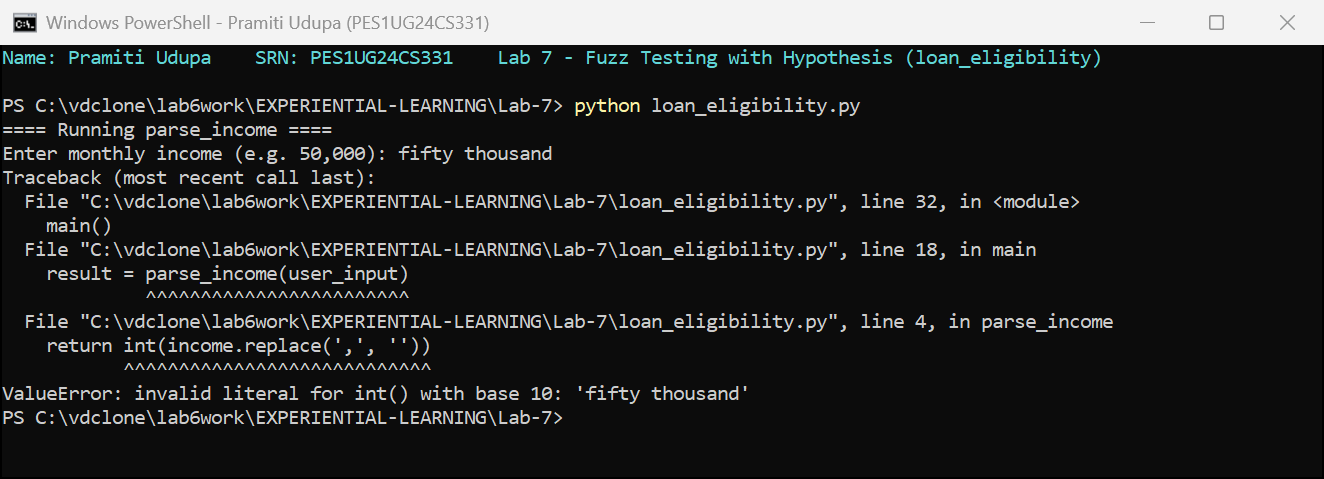 Windows PowerShell - Pramiti Udupa (PES1UG24CS331)
Name: Pramiti Udupa    SRN: PES1UG24CS331    Lab 7 - Fuzz Testing with Hypothesis (loan_eligibility)
PS C:\vdclone\lab6work\EXPERIENTIAL-LEARNING\Lab-7> python loan_eligibility.py
==== Running parse_income ====
Enter monthly income (e.g. 50,000): fifty thousand
Traceback (most recent call last):
  File "C:\vdclone\lab6work\EXPERIENTIAL-LEARNING\Lab-7\loan_eligibility.py", line 32, in <module>
    main()
  File "C:\vdclone\lab6work\EXPERIENTIAL-LEARNING\Lab-7\loan_eligibility.py", line 18, in main
    result = parse_income(user_input)
             ^^^^^^^^^^^^^^^^^^^^^^^^
  File "C:\vdclone\lab6work\EXPERIENTIAL-LEARNING\Lab-7\loan_eligibility.py", line 4, in parse_income
    return int(income.replace(',', ''))
           ^^^^^^^^^^^^^^^^^^^^^^^^^^^^
ValueError: invalid literal for int() with base 10: 'fifty thousand'
PS C:\vdclone\lab6work\EXPERIENTIAL-LEARNING\Lab-7>